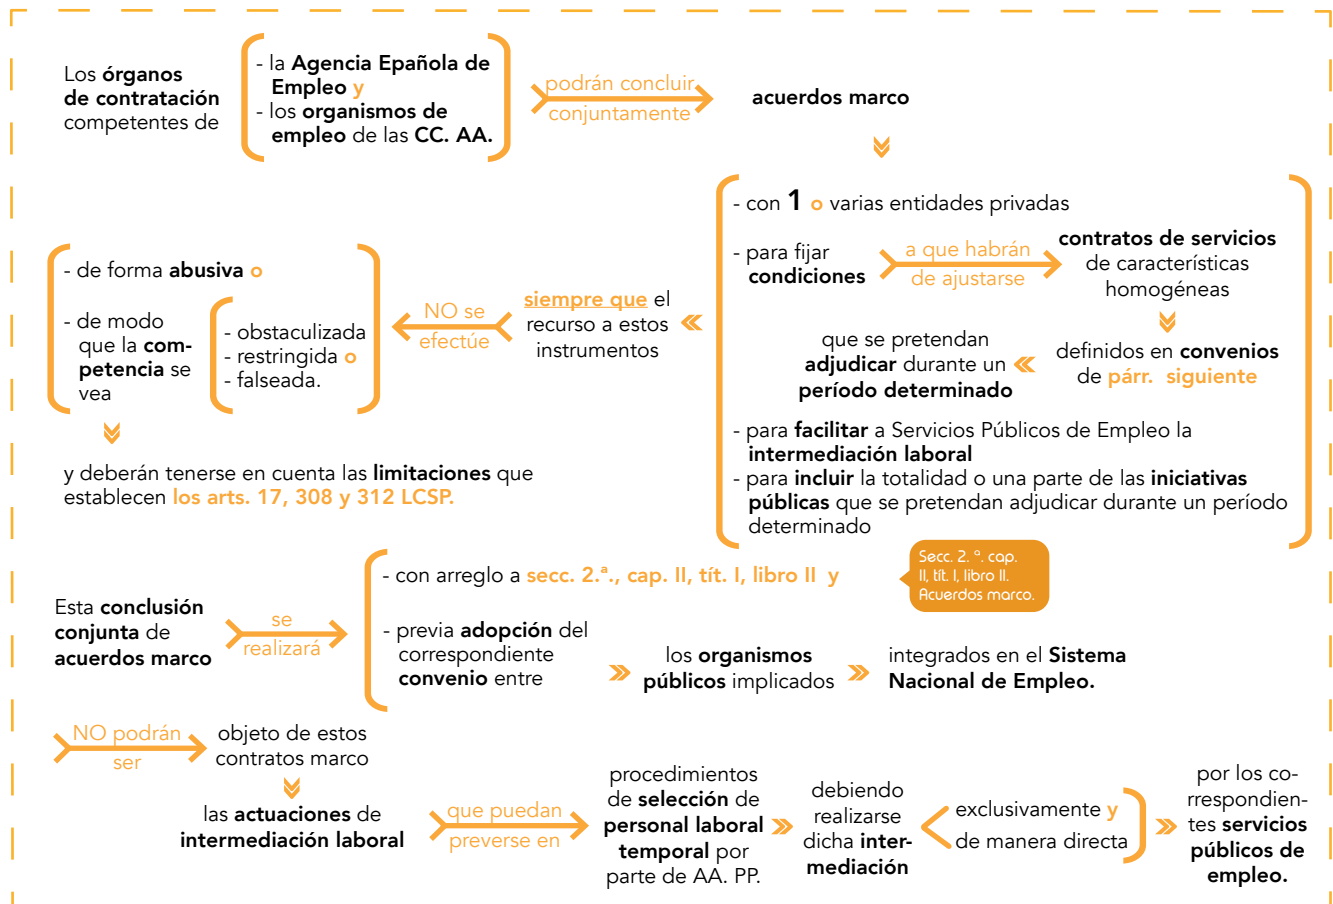 Los órganos
de contratación
competentes de
- la Agencia Epañola de
Empleo y
- los organismos de
empleo de las CC. AA.
podrán concluir
conjuntamente
acuerdos marco
- con 1 o varias entidades privadas
- para fijar
condiciones
a que habrán
de ajustarse
contratos de servicios
de características
homogéneas
definidos en convenios
de párr. siguiente
que se pretendan
adjudicar durante un
período determinado
- para facilitar a Servicios Públicos de Empleo la
intermediación laboral
- para incluir la totalidad o una parte de las iniciativas
públicas que se pretendan adjudicar durante un período
determinado
siempre que el
recurso a estos
instrumentos
NO se
efectúe
- de forma abusiva o
- de modo
que la com-
petencia se
vea
- obstaculizada
- restringida o
- falseada.
y deberán tenerse en cuenta las limitaciones que
establecen los arts. 17, 308 y 312 LCSP.
Esta conclusión
conjunta de
acuerdos marco
se
realizará
- con arreglo a secc. 2.ª., cap. II, tít. I, libro II y
Secc. 2. ª. cap.
II, tít. I, libro II.
Acuerdos marco.
- previa adopción del
correspondiente
convenio entre
los organismos
públicos implicados
integrados en el Sistema
Nacional de Empleo.
NO podrán
ser
objeto de estos
contratos marco
las actuaciones de
intermediación laboral
que puedan
preverse en
procedimientos
de selección de
personal laboral
temporal por
parte de AA. PP.
debiendo
realizarse
dicha inter-
mediación
exclusivamente y
de manera directa
por los co-
rrespondien-
tes servicios
públicos de
empleo.